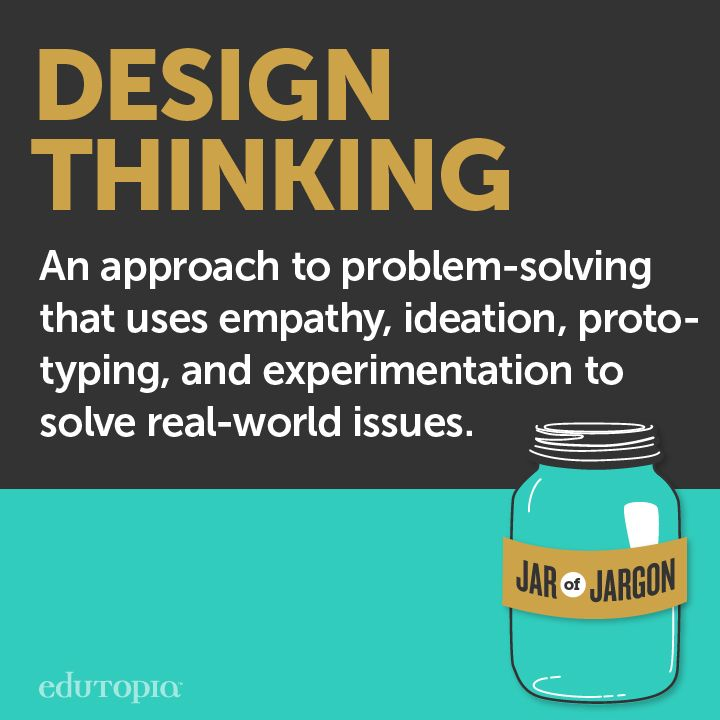 DESIGN
THINKING
An approach to problem-solving
that uses empathy, ideation, proto-
typing, and experimentation to
solve real-world issues.
JAR of JARGON
edutopia™